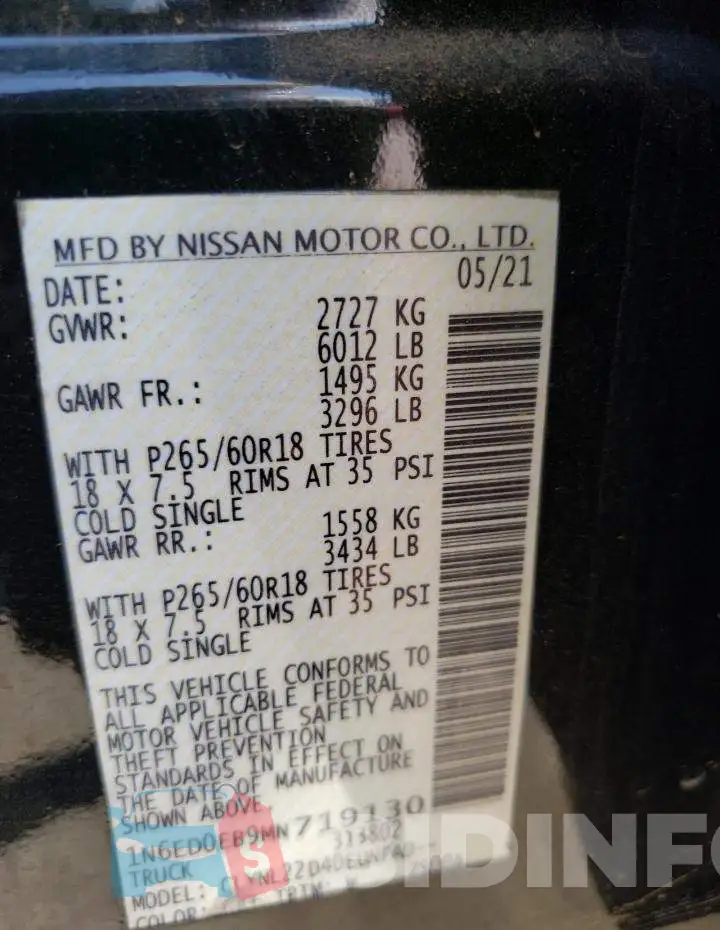 MFD BY NISSAN MOTOR CO., LTD.
DATE: 05/21
GVWR: 2727 KG
6012 LB
GAWR FR.: 1495 KG
3296 LB
WITH P265/60R18 TIRES
18 X 7.5 RIMS AT 35 PSI
COLD SINGLE
GAWR RR.: 1558 KG
3434 LB
WITH P265/60R18 TIRES
18 X 7.5 RIMS AT 35 PSI
COLD SINGLE
THIS VEHICLE CONFORMS TO
ALL APPLICABLE FEDERAL
MOTOR VEHICLE SAFETY AND
THEFT PREVENTION
STANDARDS IN EFFECT ON
THE DATE OF MANUFACTURE
SHOWN ABOVE.
1N6ED0EB9MN719130
TRUCK 313802
MODEL:
COLOR: TRIM:
IDINFO